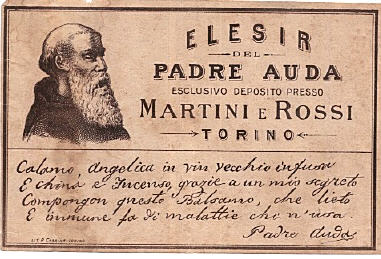 ELESIR
DEL
PADRE AUDA
ESCLUSIVO DEPOSITO PRESSO
MARTINI E ROSSI
TORINO
Calamo, Angelica in vin vecchio infusa
E china e Incenso, grazie a un mio segreto
Compongon questo Balsamo, che lieto
E immune fa di malattie chi n'usa.
Padre Auda